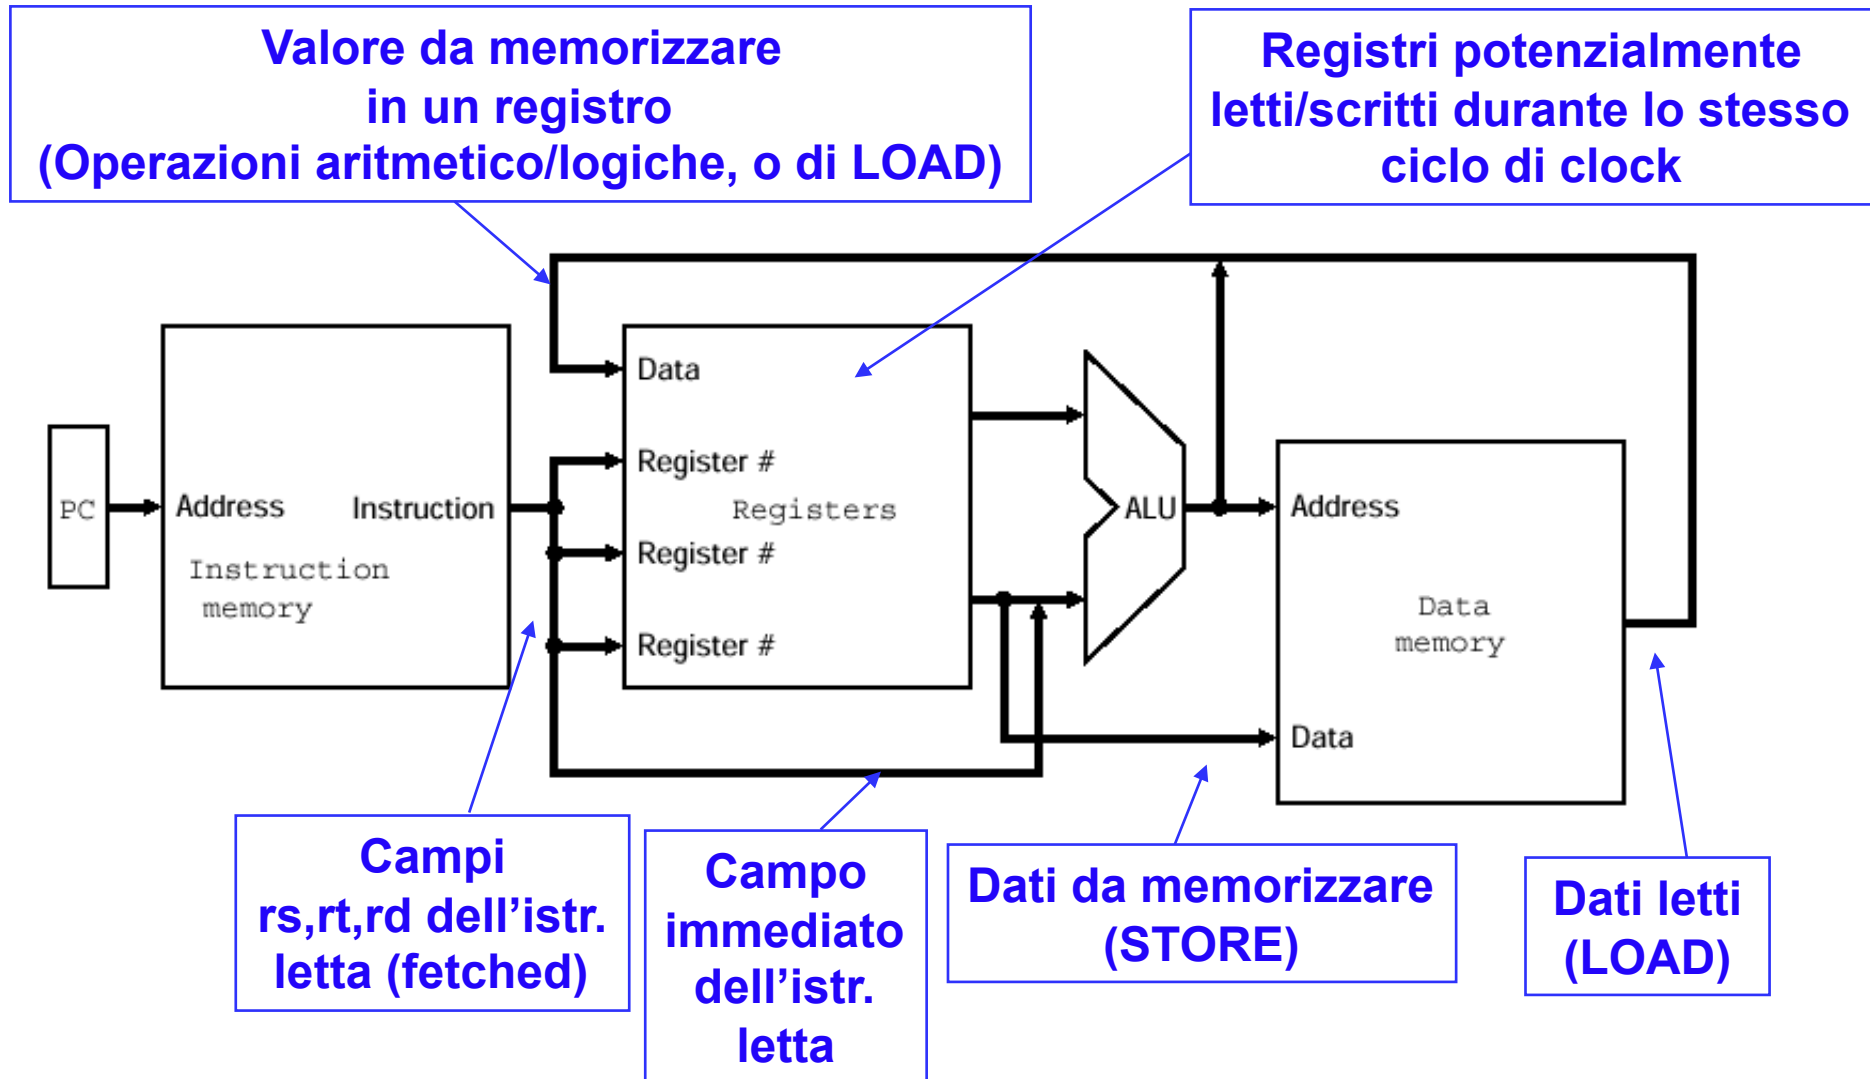 Valore da memorizzare
in un registro
(Operazioni aritmetico/logiche, o di LOAD)
Registri potenzialmente
letti/scritti durante lo stesso
ciclo di clock
PC
Address
Instruction
Instruction
memory
Data
Register #
Registers
Register #
Register #
ALU
Address
Data
memory
Data
Campi
rs,rt,rd dell’istr.
letta (fetched)
Campo
immediato
dell’istr.
letta
Dati da memorizzare
(STORE)
Dati letti
(LOAD)